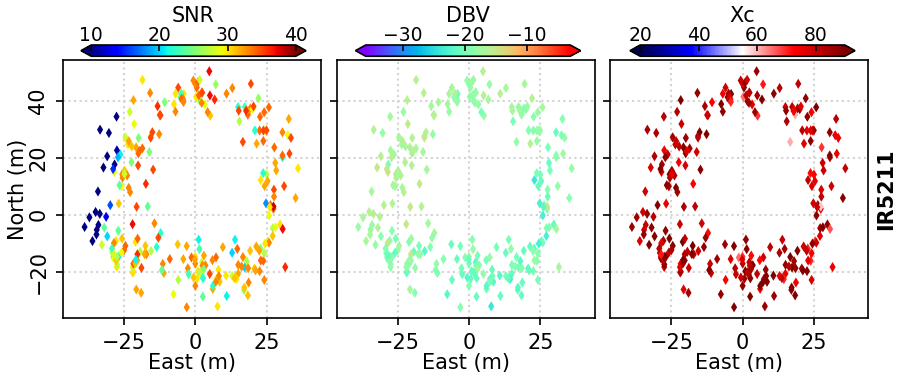 SNR DBV Xc
10 20 30 40 −30 −20 −10 20 40 60 80
40
20
0
−20
North (m)
IR5211
−25 0 25 −25 0 25 −25 0 25
East (m) East (m) East (m)